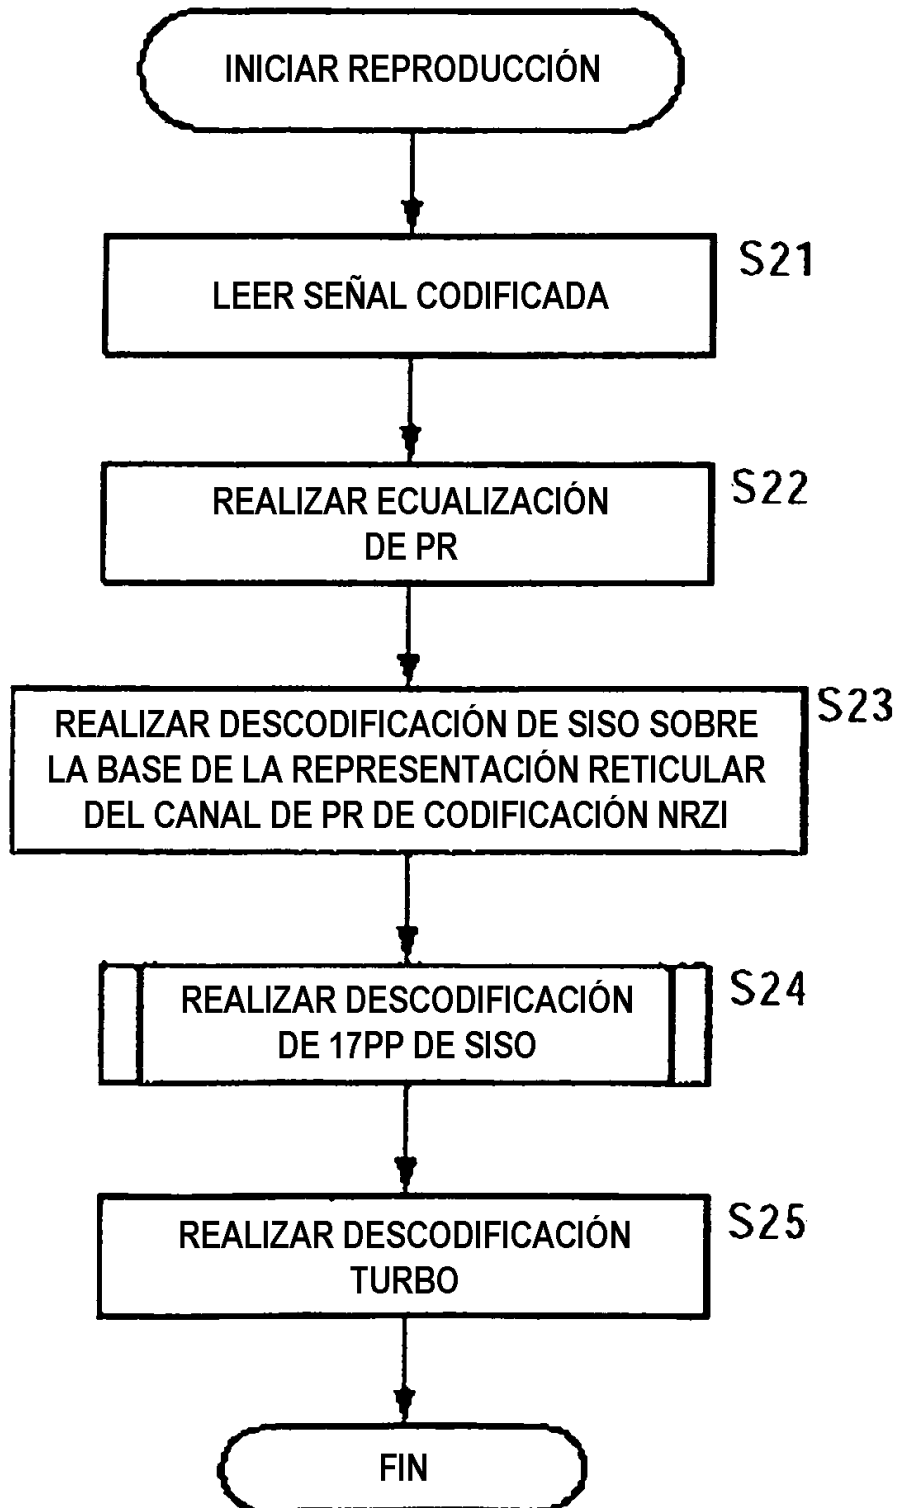 INICIAR REPRODUCCIÓN
S21
LEER SEÑAL CODIFICADA
S22
REALIZAR ECUALIZACIÓN
DE PR
S23
REALIZAR DESCODIFICACIÓN DE SISO SOBRE
LA BASE DE LA REPRESENTACIÓN RETICULAR
DEL CANAL DE PR DE CODIFICACIÓN NRZI
S24
REALIZAR DESCODIFICACIÓN
DE 17PP DE SISO
S25
REALIZAR DESCODIFICACIÓN
TURBO
FIN